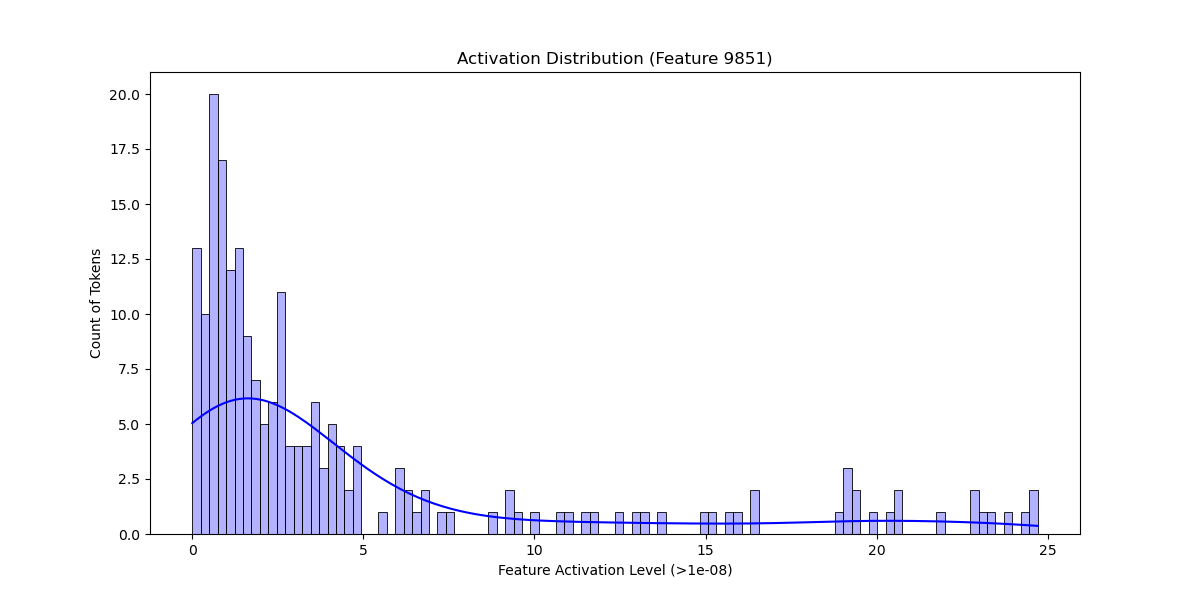 Activation Distribution (Feature 9851)
20.0
17.5
15.0
12.5
10.0
7.5
5.0
2.5
0.0
Count of Tokens
0 5 10 15 20 25
Feature Activation Level (>1e-08)